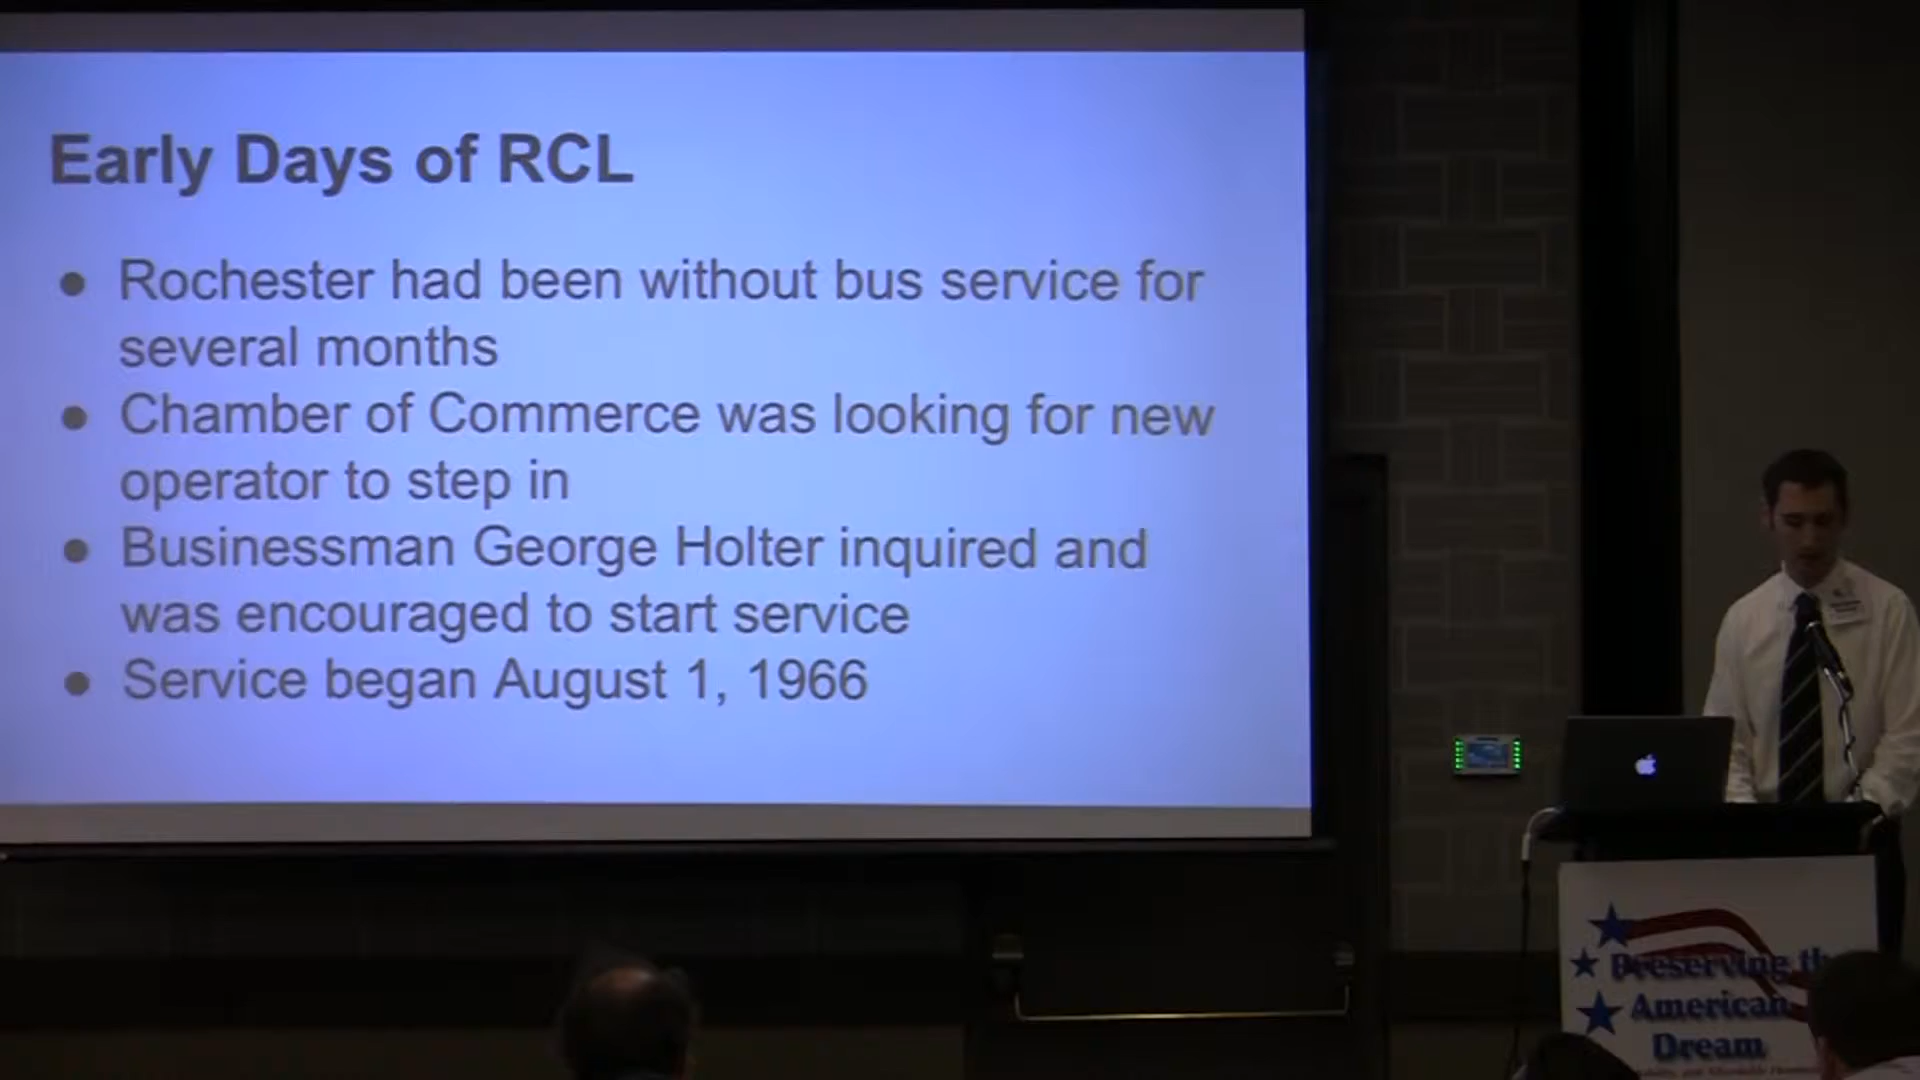 Early Days of RCL
● Rochester had been without bus service for
several months
● Chamber of Commerce was looking for new
operator to step in
● Businessman George Holter inquired and
was encouraged to start service
● Service began August 1, 1966
Preserving th
American
Dream